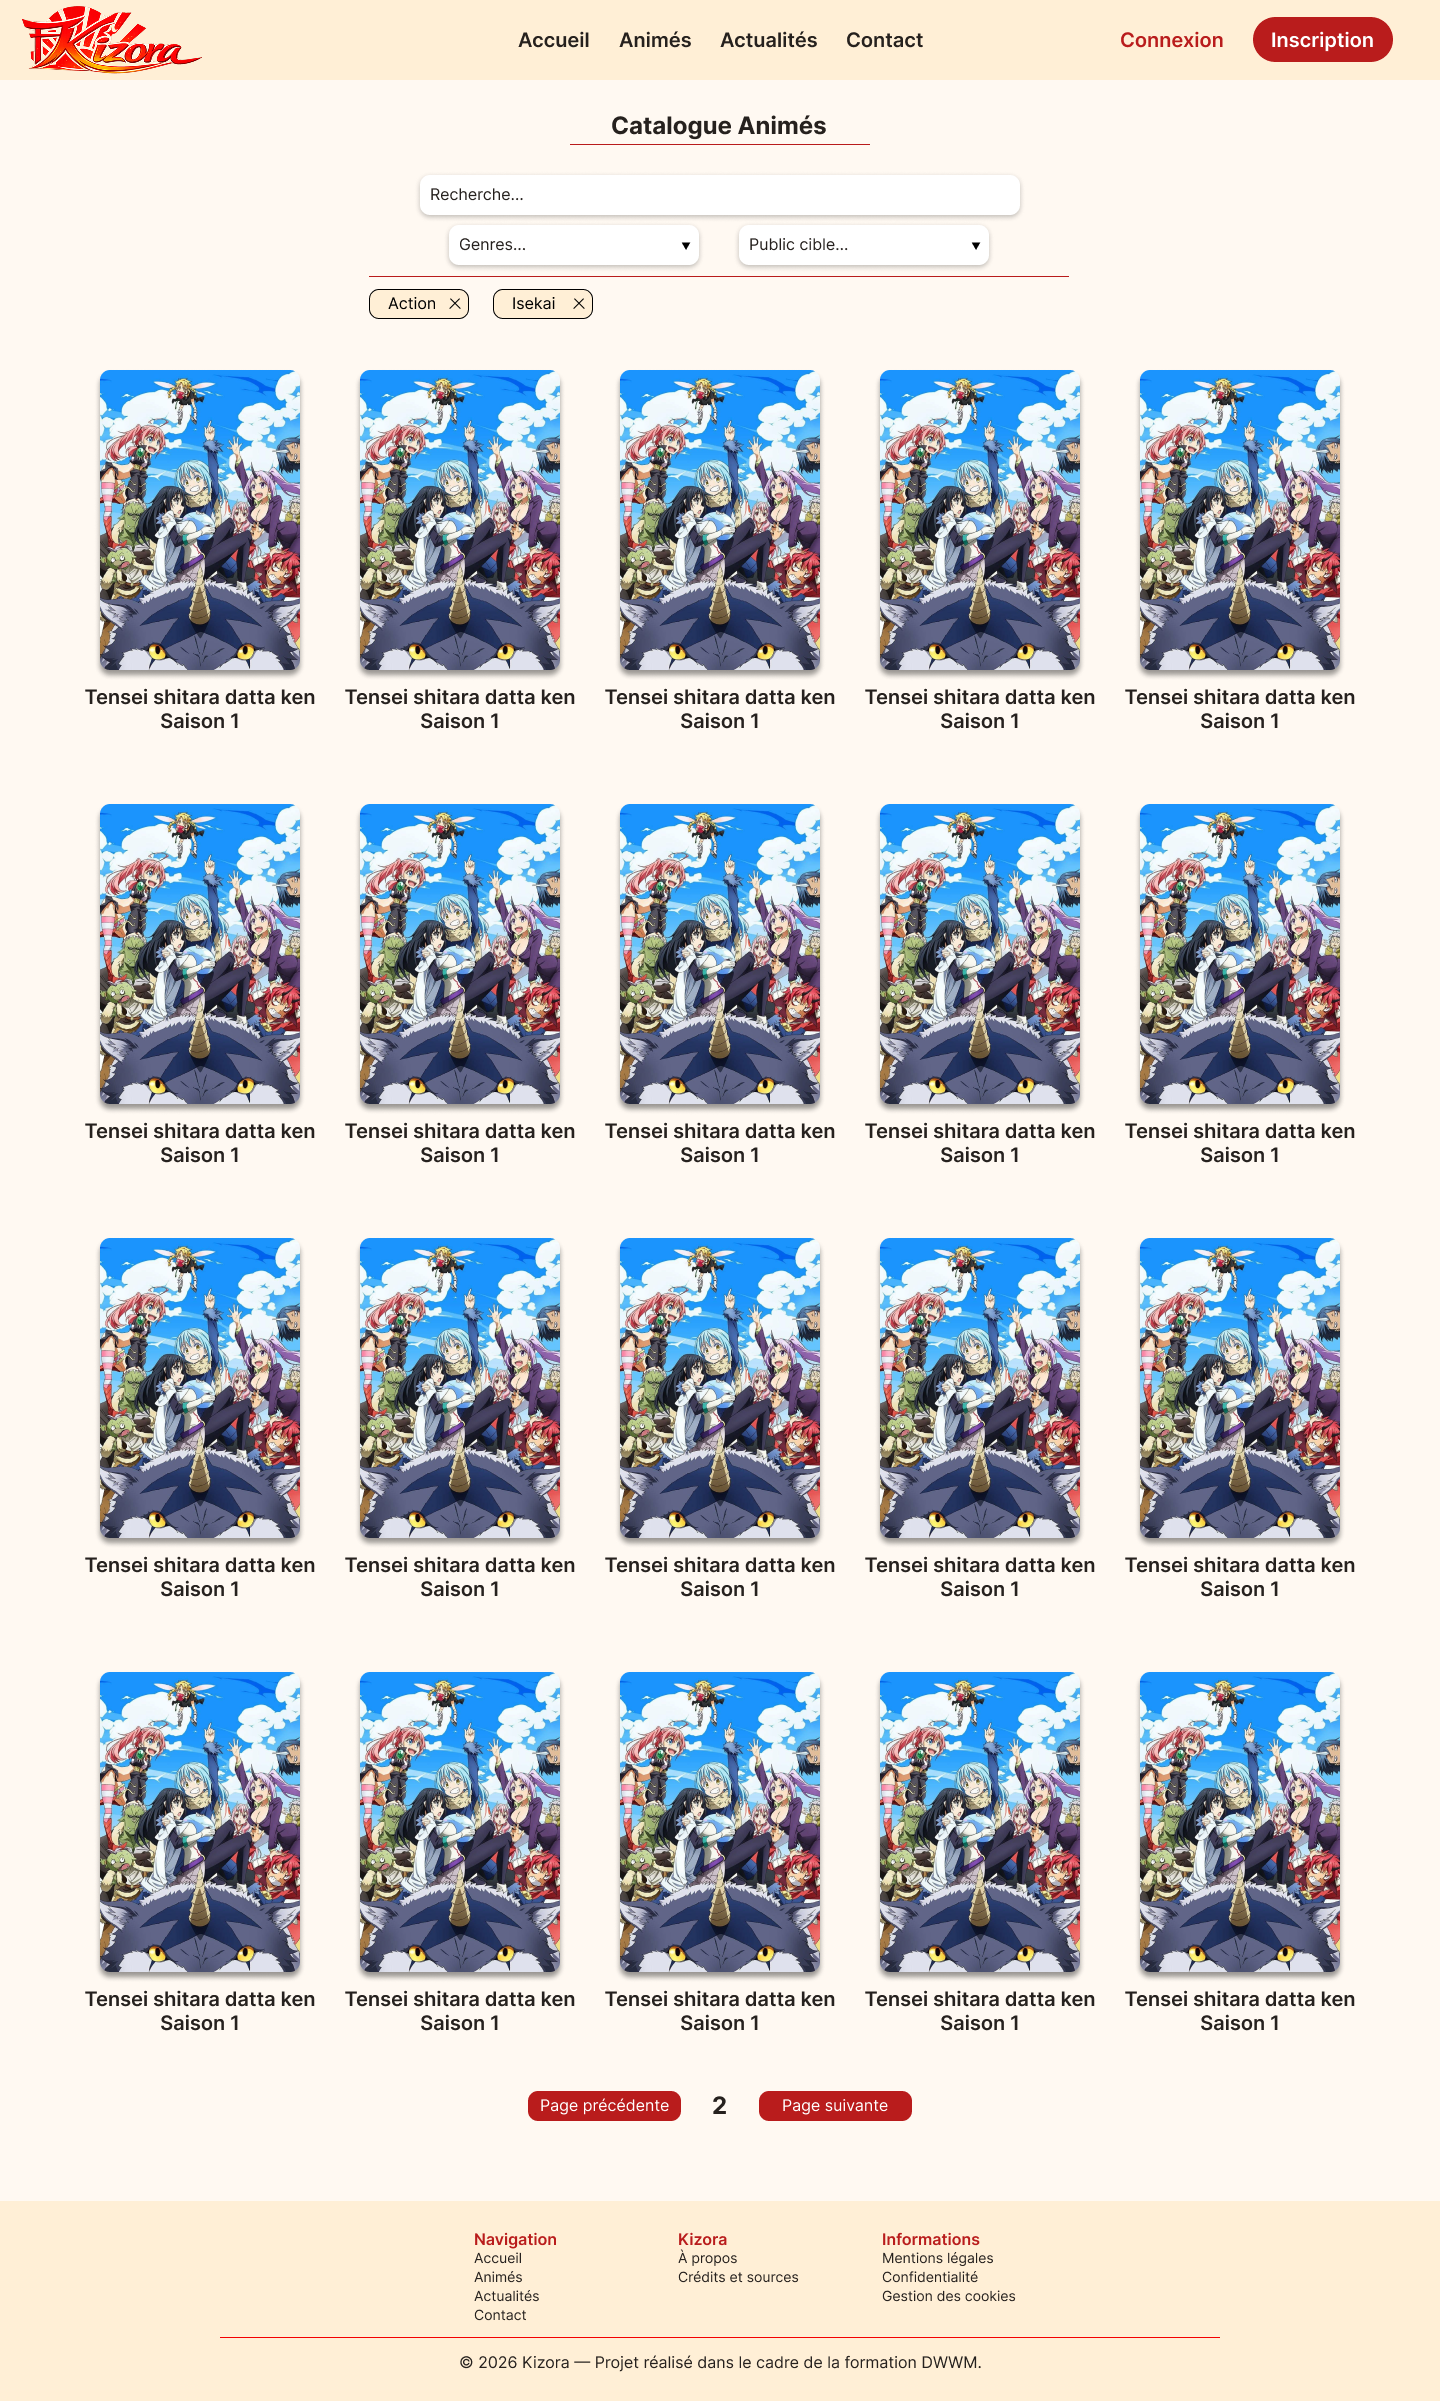 Kizora
Accueil Animés Actualités Contact Connexion Inscription
Catalogue Animés
Recherche...
Genres... Public cible...
Action Isekai
Tensei shitara datta ken Tensei shitara datta ken Tensei shitara datta ken Tensei shitara datta ken Tensei shitara datta ken
Saison 1 Saison 1 Saison 1 Saison 1 Saison 1
Tensei shitara datta ken Tensei shitara datta ken Tensei shitara datta ken Tensei shitara datta ken Tensei shitara datta ken
Saison 1 Saison 1 Saison 1 Saison 1 Saison 1
Tensei shitara datta ken Tensei shitara datta ken Tensei shitara datta ken Tensei shitara datta ken Tensei shitara datta ken
Saison 1 Saison 1 Saison 1 Saison 1 Saison 1
Tensei shitara datta ken Tensei shitara datta ken Tensei shitara datta ken Tensei shitara datta ken Tensei shitara datta ken
Saison 1 Saison 1 Saison 1 Saison 1 Saison 1
Page précédente 2 Page suivante
Navigation
Accueil
Animés
Actualités
Contact
Kizora
À propos
Crédits et sources
Informations
Mentions légales
Confidentialité
Gestion des cookies
© 2026 Kizora — Projet réalisé dans le cadre de la formation DWWM.